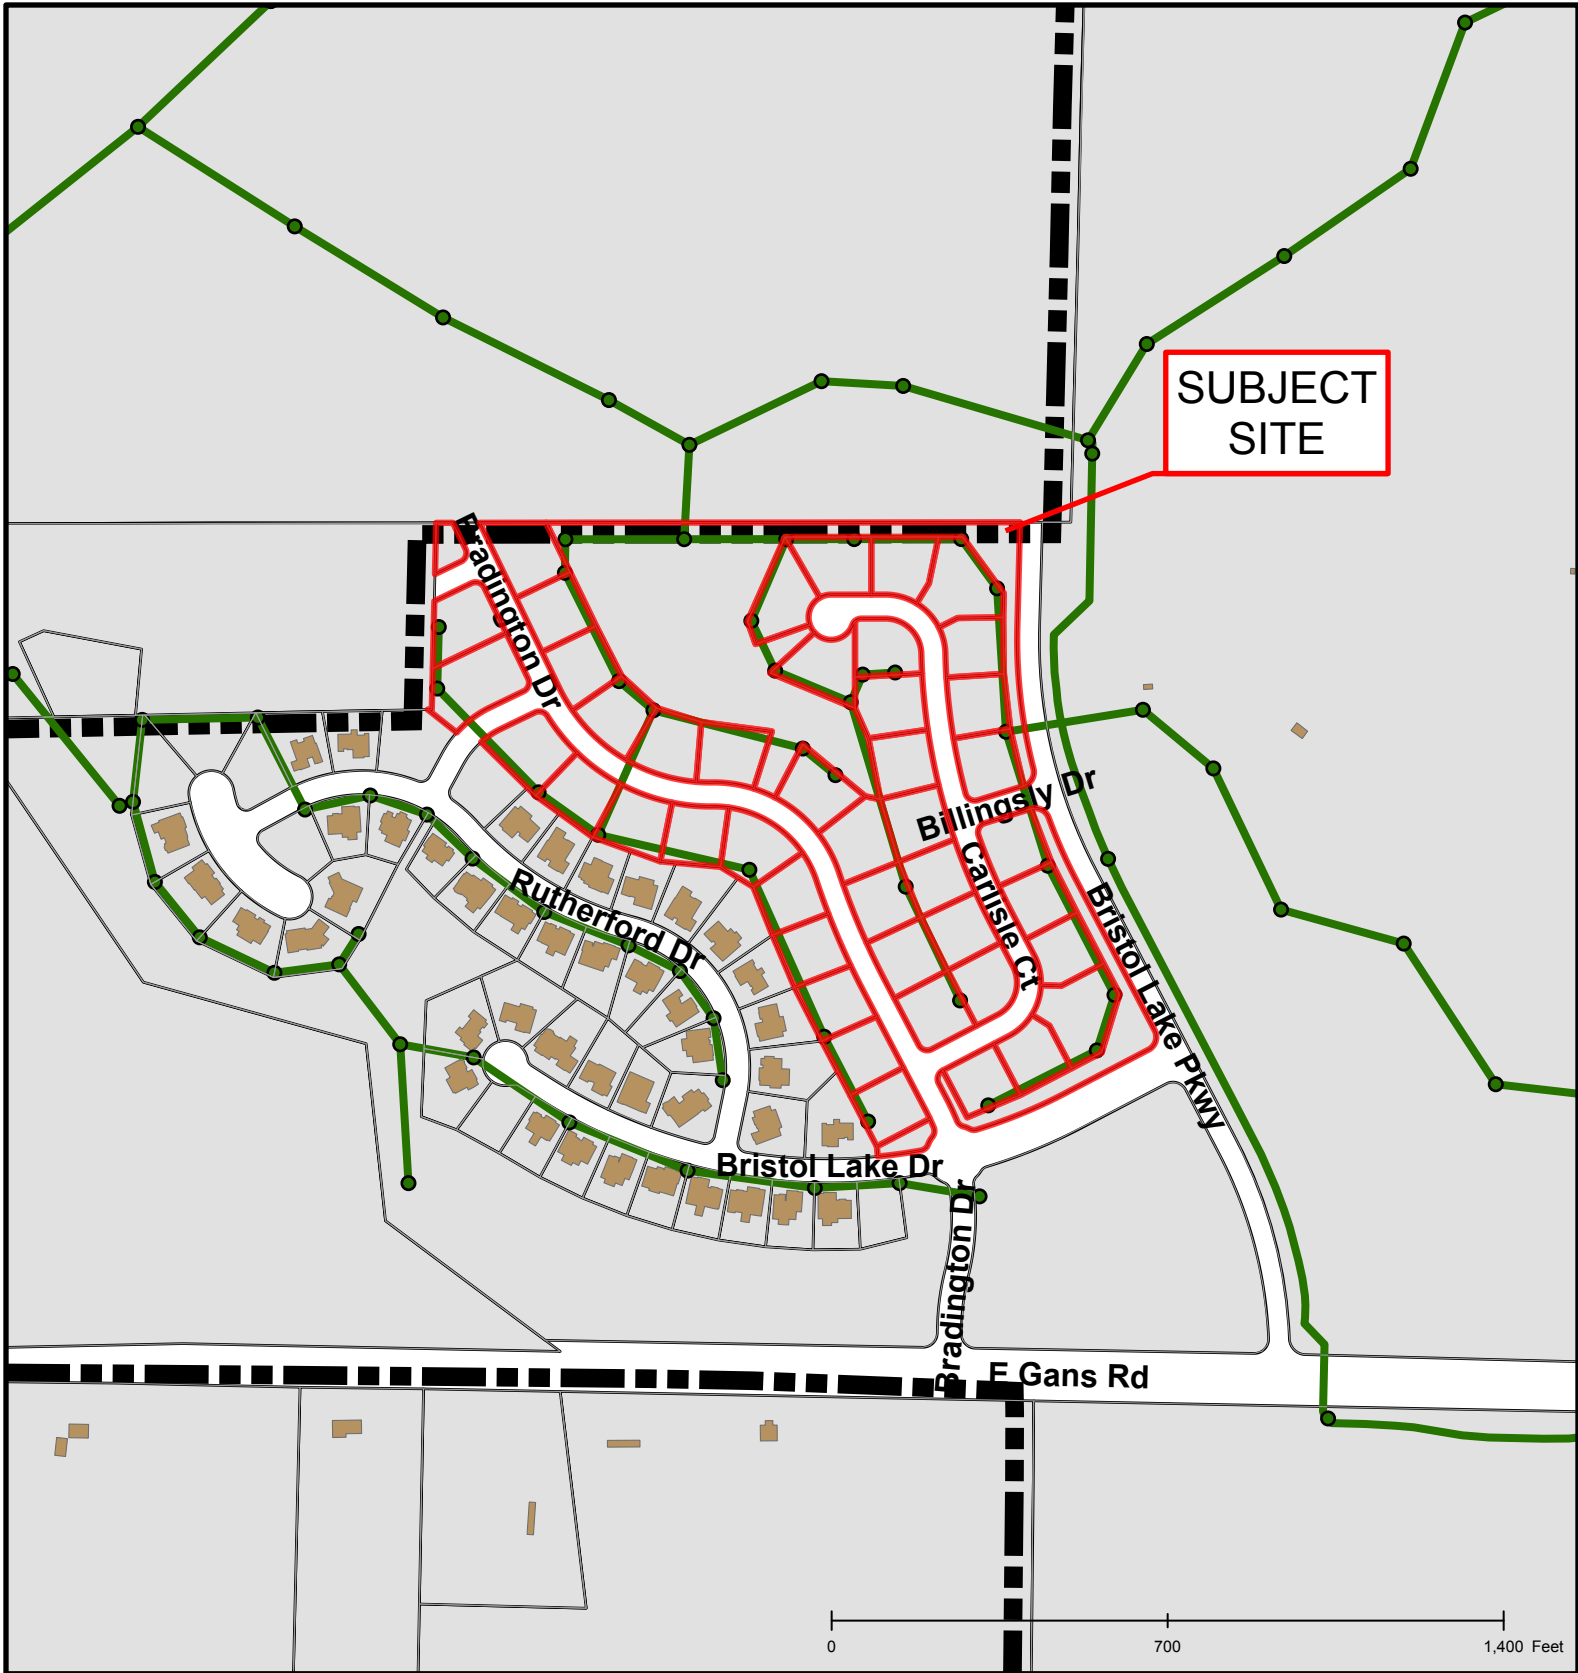 SUBJECT
SITE
Bradington Dr
Billingsly Dr
Carlisle Ct
Rutherford Dr
Bristol Lake Pkwy
Bristol Lake Dr
Bradington Dr
E Gans Rd
0 700 1,400 Feet